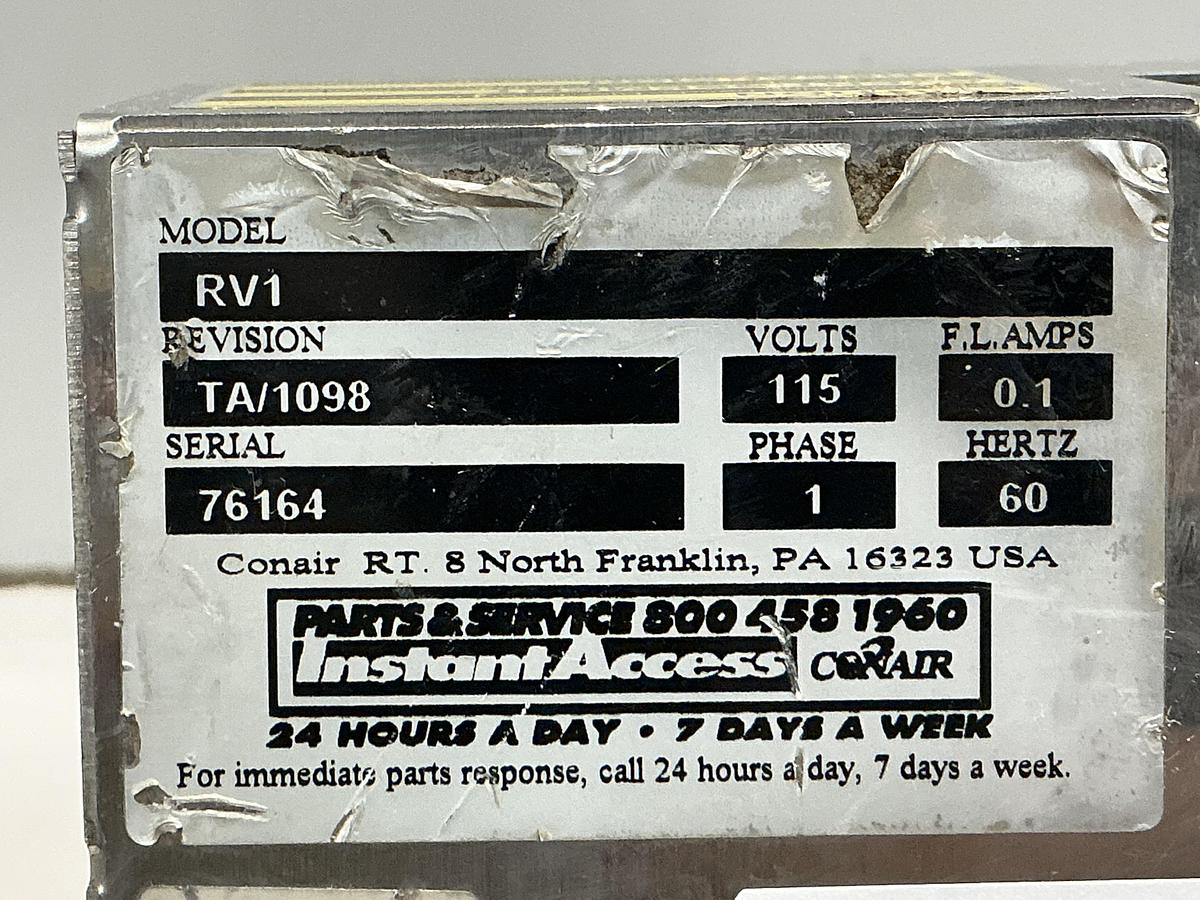 MODEL
RV1
REVISION VOLTS F.L.AMPS
TA/1098 115 0.1
SERIAL PHASE HERTZ
76164 1 60
Conair RT. 8 North Franklin, PA 16323 USA
PARTS & SERVICE 800 458 1960
Instant Access CONAIR
24 HOURS A DAY • 7 DAYS A WEEK
For immediate parts response, call 24 hours a day, 7 days a week.